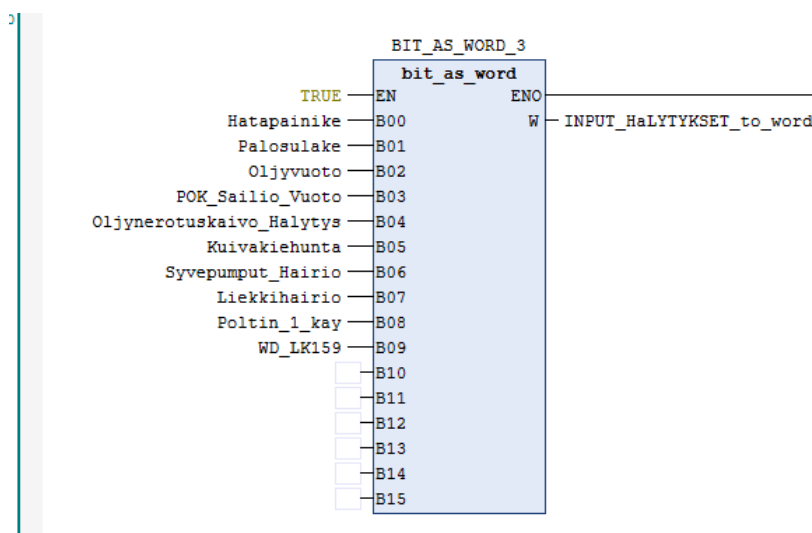 BIT_AS_WORD_3
bit_as_word
TRUE EN ENO
Hatapainike B00 W INPUT_HaLYTYKSET_to_word
Palosulake B01
Oljyvuoto B02
POK_Sailio_Vuoto B03
Oljynerotuskaivo_Halytys B04
Kuivakiehunta B05
Syvepumput_Hairio B06
Liekkihairio B07
Poltin_1_kay B08
WD_LK159 B09
B10
B11
B12
B13
B14
B15